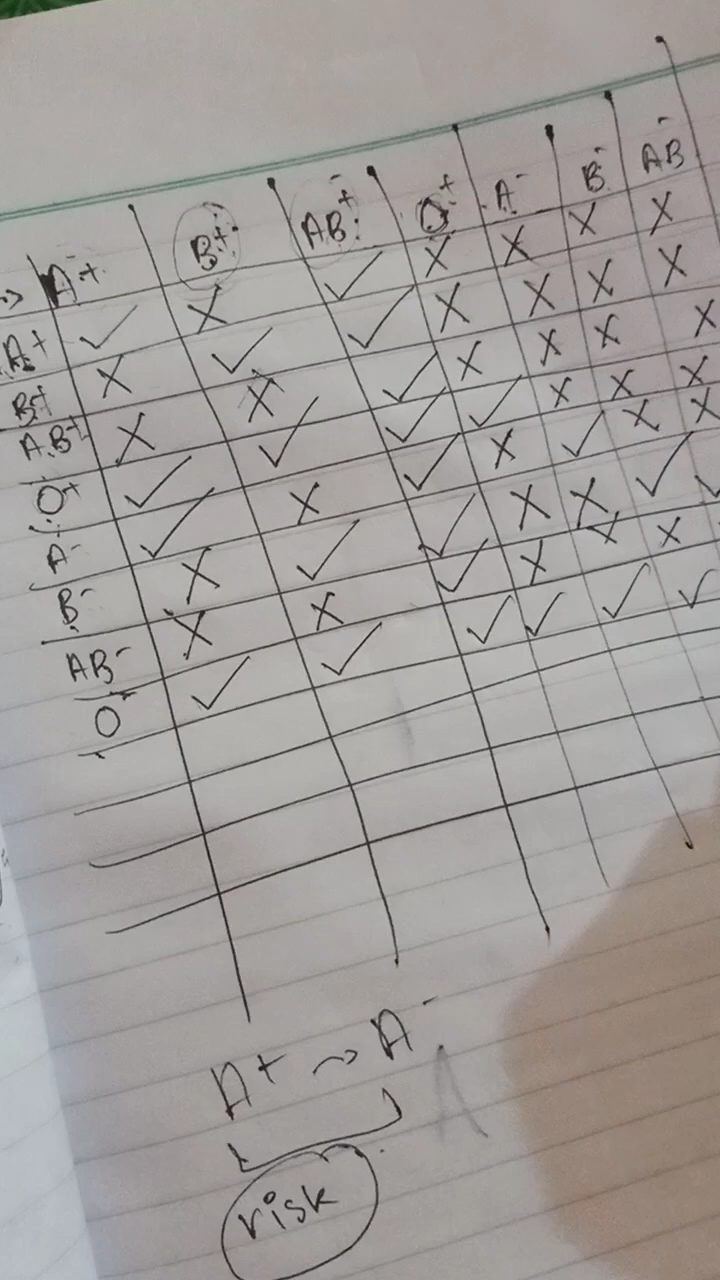 → A+ B+ AB+ O+ A- B- AB-
A+ ✓ X ✓ X X X X
B+ X ✓ ✓ X X X X
AB+ X X ✓ X X X X
O+ ✓ ✓ ✓ ✓ X X X
A- ✓ X ✓ X ✓ X X
B- X ✓ ✓ X X ✓ ✓
AB- X X ✓ X X X
O ✓ ✓ ✓ ✓ ✓ ✓
A+ → A-
risk